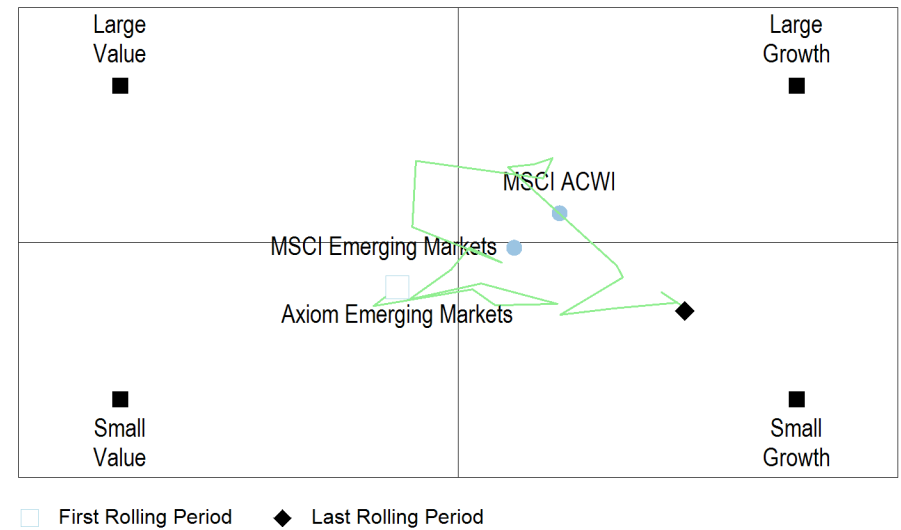 Large
Value
Large
Growth
MSCI ACWI
MSCI Emerging Markets
Axiom Emerging Markets
Small
Value
Small
Growth
First Rolling Period
Last Rolling Period